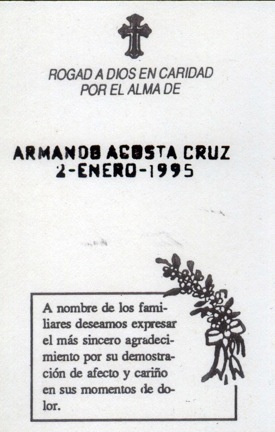 ROGAD A DIOS EN CARIDAD
POR EL ALMA DE
ARMANDO ACOSTA CRUZ
2-ENERO-1995
A nombre de los fami-
liares deseamos expresar
el más sincero agradeci-
miento por su demostra-
ción de afecto y cariño
en sus momentos de do-
lor.